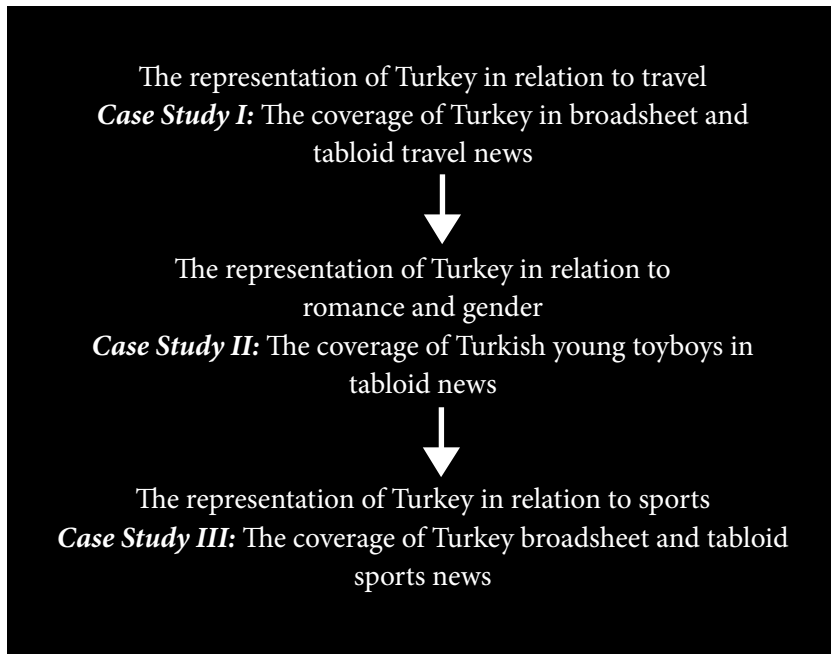 The representation of Turkey in relation to travel
Case Study I: The coverage of Turkey in broadsheet and
tabloid travel news
The representation of Turkey in relation to
romance and gender
Case Study II: The coverage of Turkish young toyboys in
tabloid news
The representation of Turkey in relation to sports
Case Study III: The coverage of Turkey broadsheet and tabloid
sports news